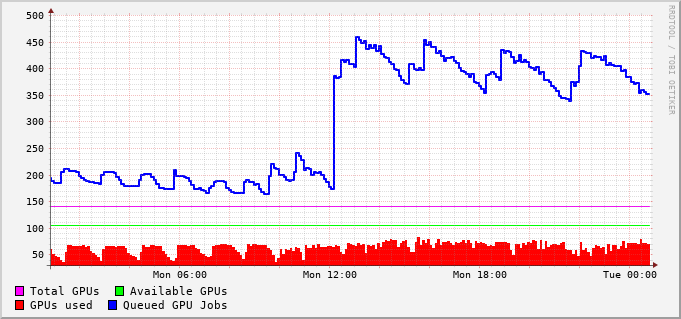 500
450
400
350
300
250
200
150
100
50
Mon 06:00 Mon 12:00 Mon 18:00 Tue 00:00
Total GPUs Available GPUs
GPUs used Queued GPU Jobs
RRDTOOL / TOBI OETIKER